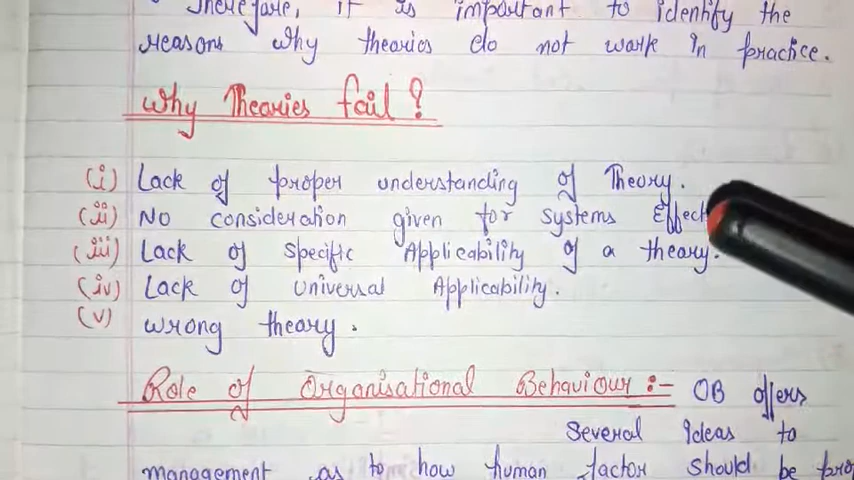 Therefore, it is important to identify the
reasons why theories do not work in practice.
Why Theories fail ?
(i) Lack of proper understanding of Theory.
(ii) No consideration given for systems Effect
(iii) Lack of specific Applicability of a theory.
(iv) Lack of universal Applicability.
(v) wrong theory.
Role of Organisational Behaviour :- OB offers
several ideas to
management as to how human factor should be